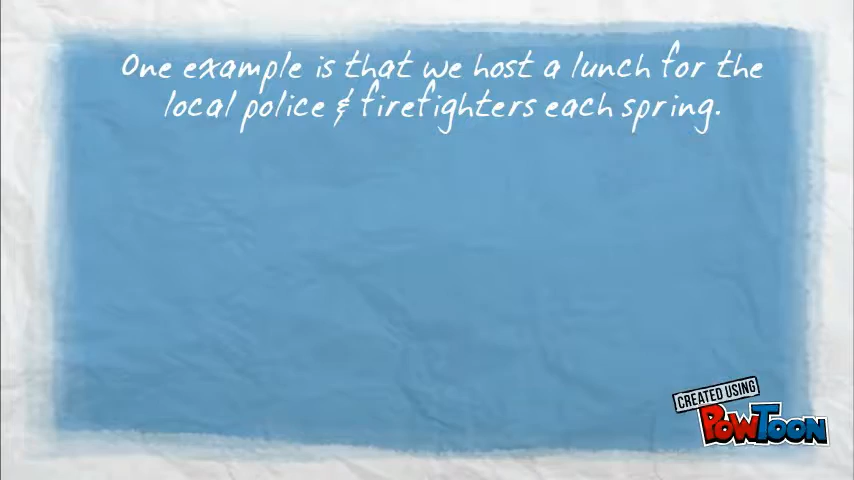 One example is that we host a lunch for the
local police & firefighters each spring.
CREATED USING
POWTOON